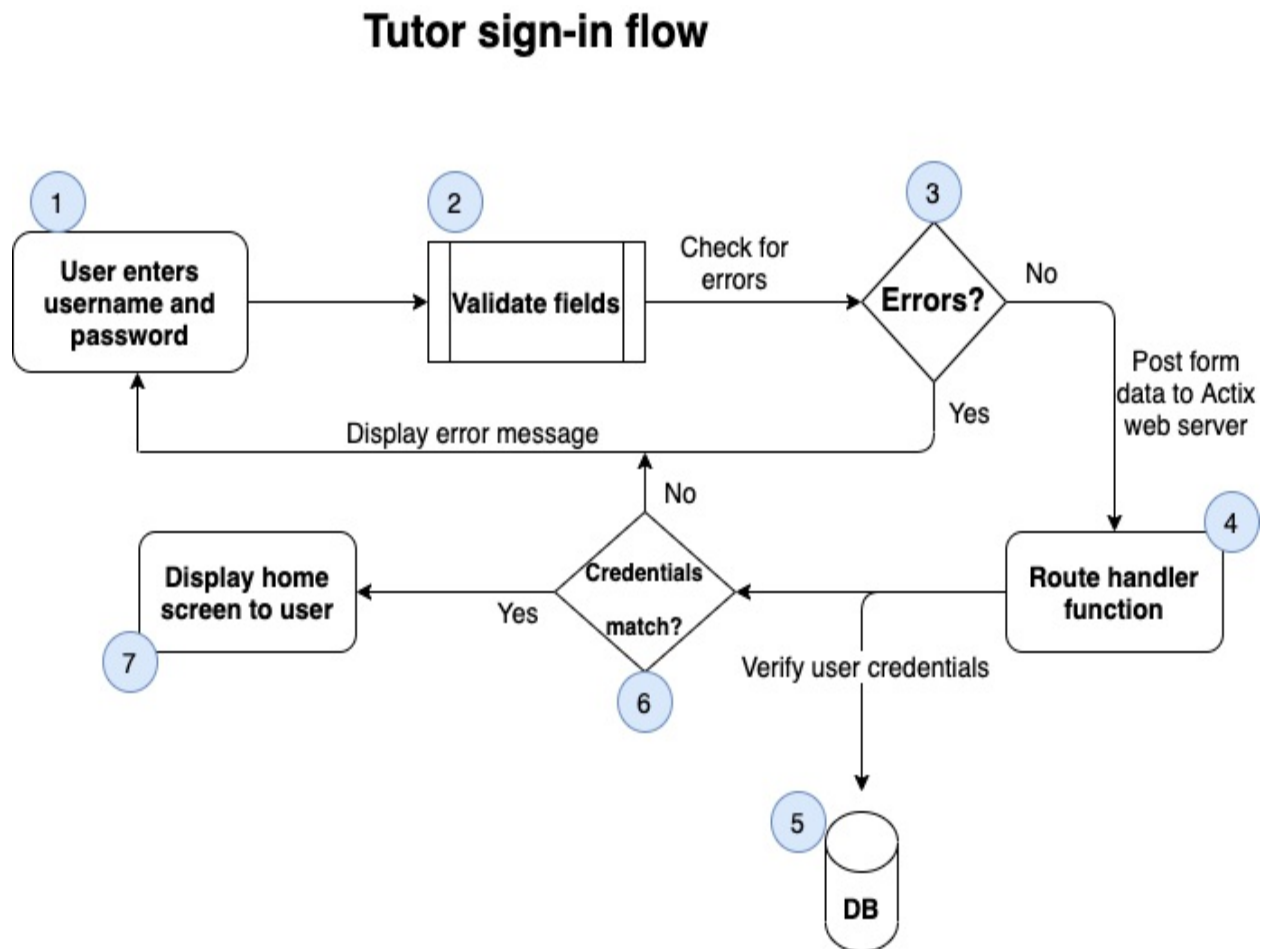 Tutor sign-in flow
1
User enters
username and
password
2
Validate fields
Check for
errors
3
Errors?
No
Yes
Post form
data to Actix
web server
Display error message
4
Route handler
function
Verify user credentials
5
DB
6
Credentials
match?
No
Yes
7
Display home
screen to user